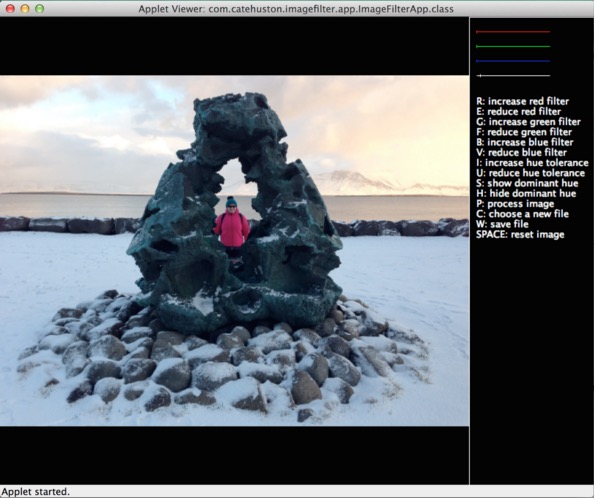 Applet Viewer: com.catehuston.imagefilter.app.ImageFilterApp.class
R: increase red filter
E: reduce red filter
G: increase green filter
F: reduce green filter
B: increase blue filter
V: reduce blue filter
I: increase hue tolerance
U: reduce hue tolerance
S: show dominant hue
H: hide dominant hue
P: process image
C: choose a new file
W: save file
SPACE: reset image
Applet started.